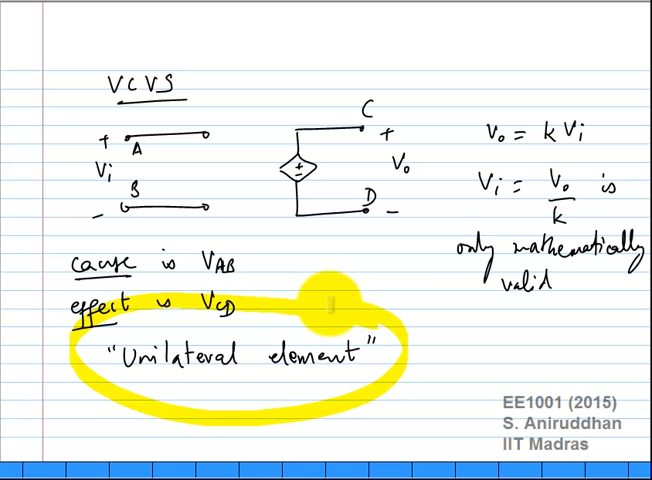 VCVS
C
+ A
+
Vi
Vo
B
D
-
-
Vo = k Vi
Vi = Vo/k is
only mathematically
valid
cause is VAB
effect is VCD
"Unilateral element"
EE1001 (2015)
S. Aniruddhan
IIT Madras